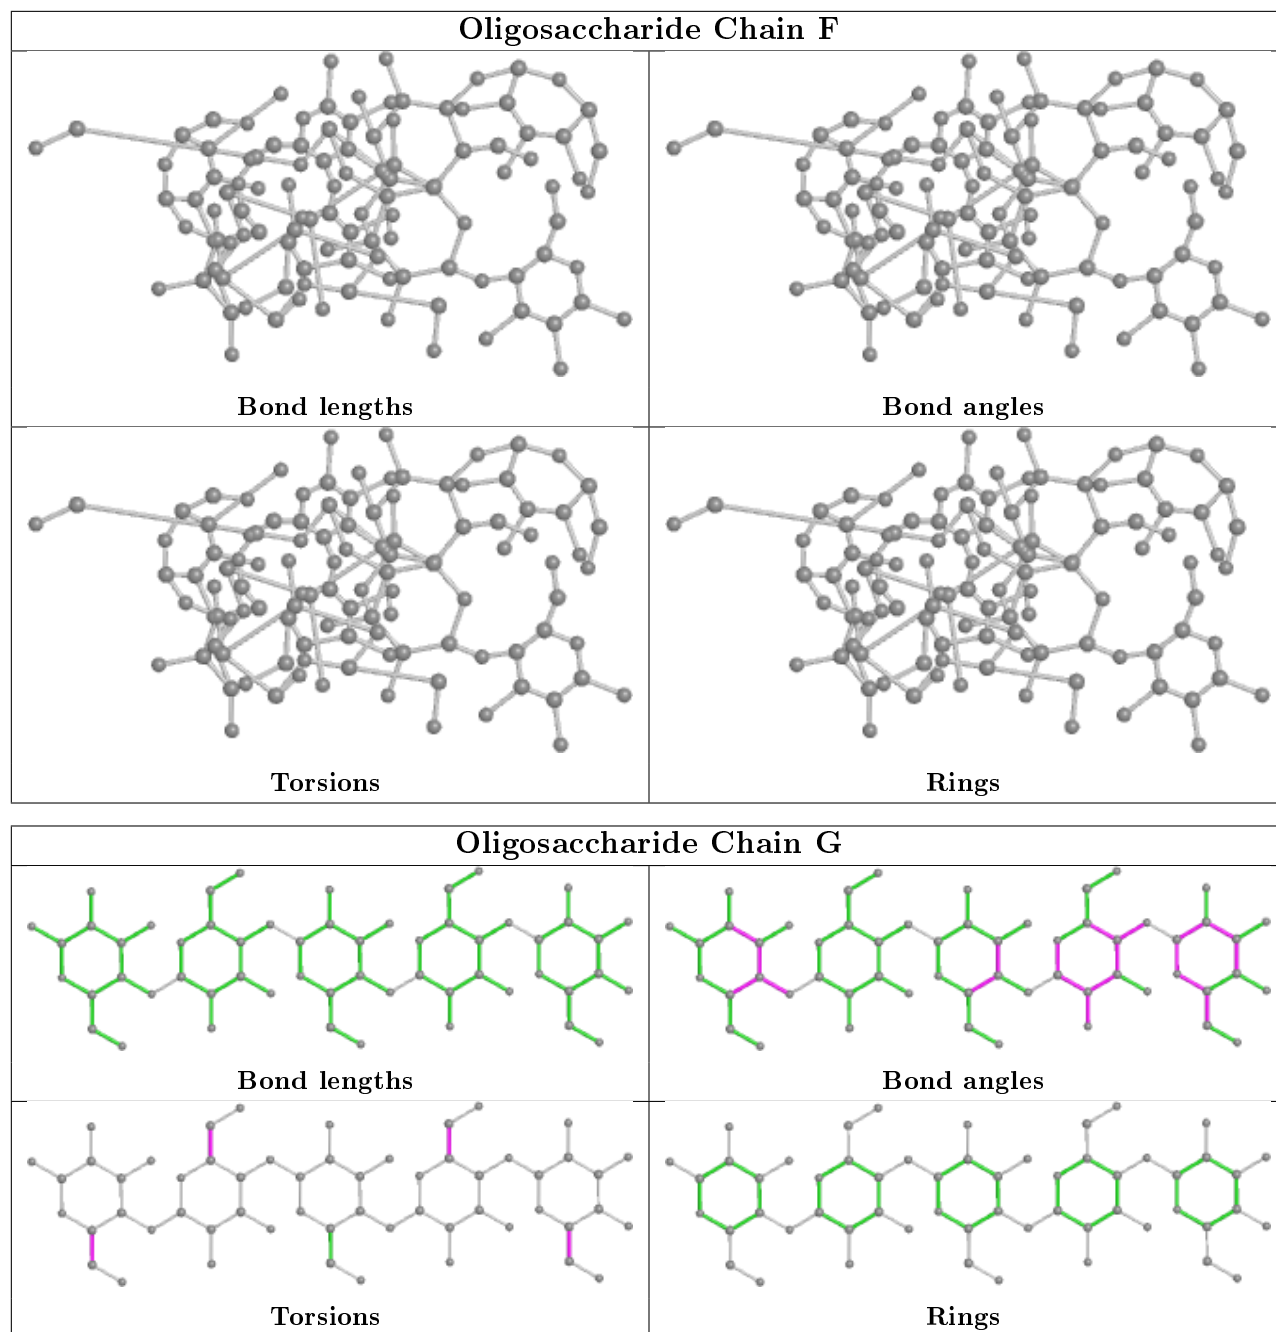 Oligosaccharide Chain F
Bond lengths
Bond angles
Torsions
Rings
Oligosaccharide Chain G
Bond lengths
Bond angles
Torsions
Rings